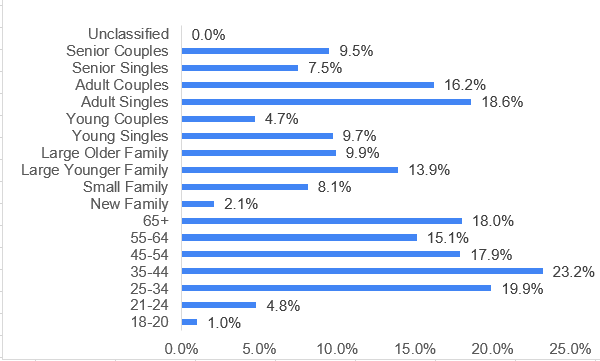 Unclassified 0.0%
Senior Couples 9.5%
Senior Singles 7.5%
Adult Couples 16.2%
Adult Singles 18.6%
Young Couples 4.7%
Young Singles 9.7%
Large Older Family 9.9%
Large Younger Family 13.9%
Small Family 8.1%
New Family 2.1%
65+ 18.0%
55-64 15.1%
45-54 17.9%
35-44 23.2%
25-34 19.9%
21-24 4.8%
18-20 1.0%
0.0% 5.0% 10.0% 15.0% 20.0% 25.0%